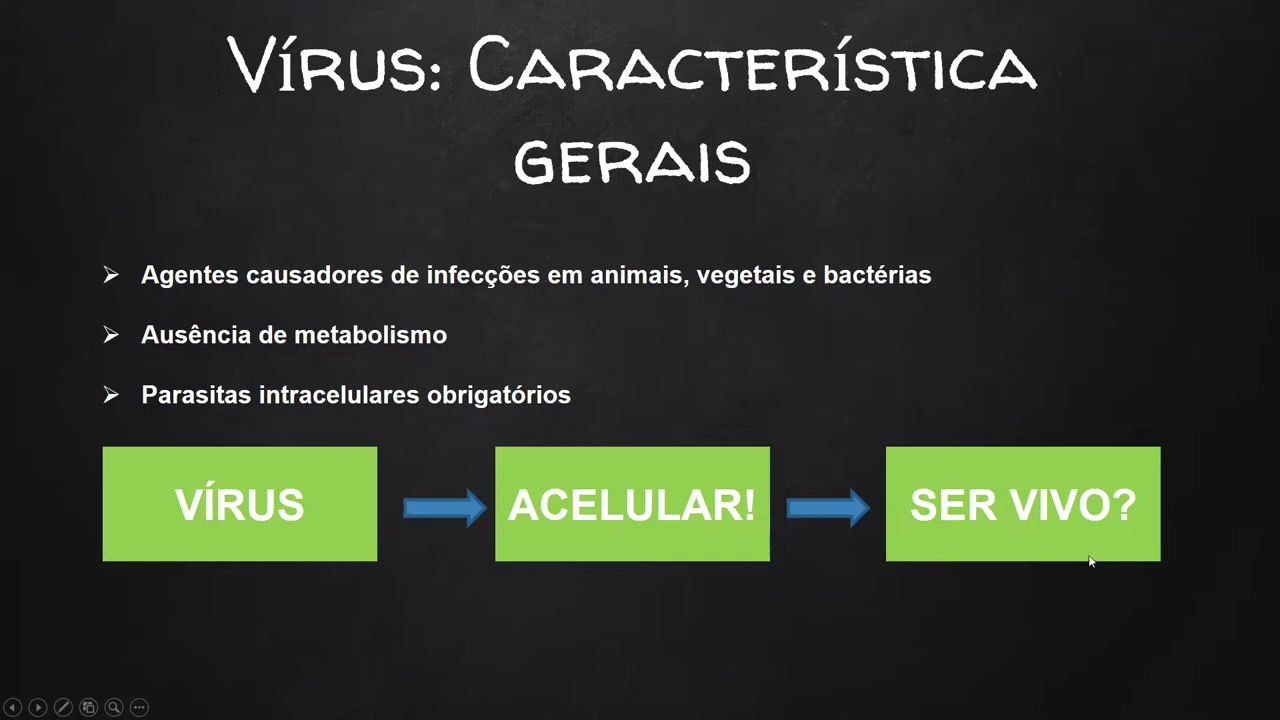 Vírus: Característica
gerais
Agentes causadores de infecções em animais, vegetais e bactérias
Ausência de metabolismo
Parasitas intracelulares obrigatórios
VÍRUS
ACELULAR!
SER VIVO?